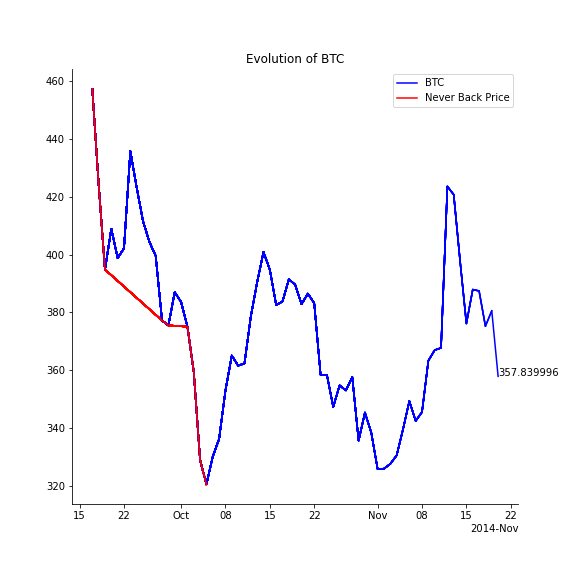 Evolution of BTC
BTC
Never Back Price
460
440
420
400
380
360
340
320
357.839996
15 22 Oct 08 15 22 Nov 08 15 22
2014-Nov